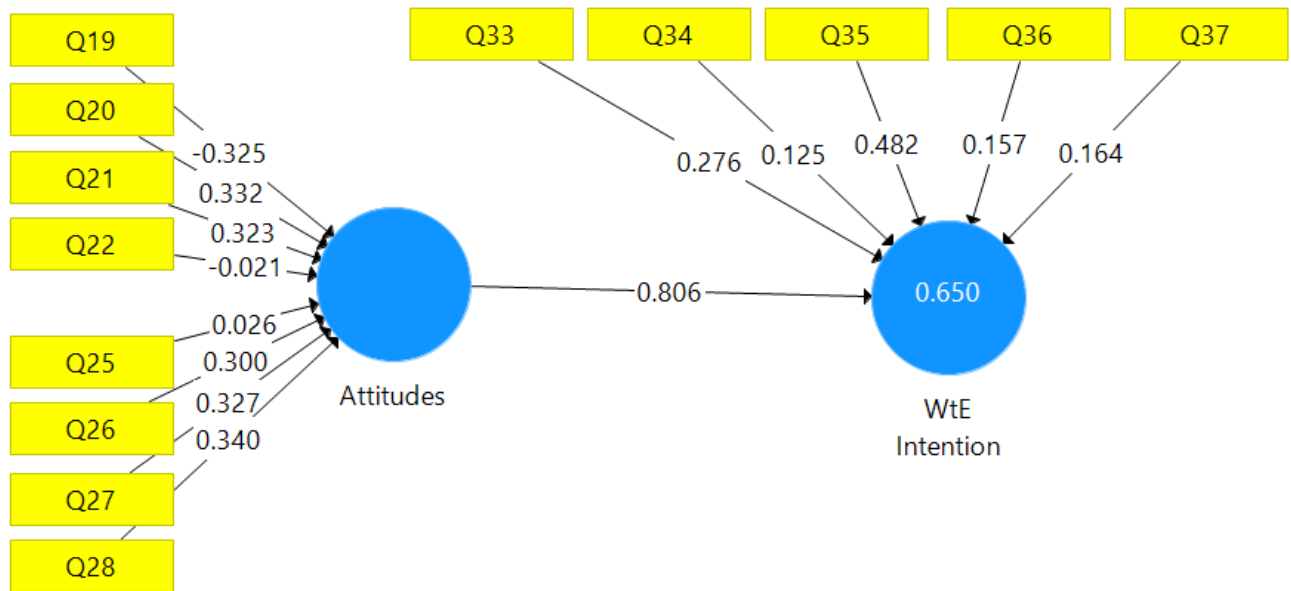 Q19
Q20
Q21
Q22
Q25
Q26
Q27
Q28
-0.325
0.332
0.323
-0.021
0.026
0.300
0.327
0.340
Attitudes
0.806
Q33
Q34
Q35
Q36
Q37
0.276
0.125
0.482
0.157
0.164
0.650
WtE
Intention